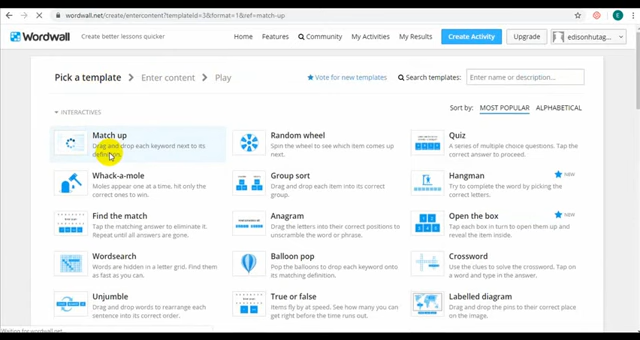 wordwall.net/create/entercontent?templateId=3&format=1&ref=match-up
Wordwall
Create better lessons quicker
Home
Features
Community
My Activities
My Results
Create Activity
Upgrade
edisonhutag...
Pick a template
Enter content
Play
Vote for new templates
Search templates:
Enter name or description...
INTERACTIVES
Sort by:
MOST POPULAR
ALPHABETICAL
Match up
Drag and drop each keyword next to its
definition.
Random wheel
Spin the wheel to see which item comes up
next.
Quiz
A series of multiple choice questions. Tap the
correct answer to proceed.
Whack-a-mole
Moles appear one at a time, hit only the
correct ones to win.
Group sort
Drag and drop each item into its correct
group.
Hangman
NEW
Try to complete the word by picking the
correct letters.
Find the match
Tap the matching answer to eliminate it.
Repeat until all answers are gone.
Anagram
Drag the letters into their correct positions to
unscramble the word or phrase.
Open the box
NEW
Tap each box in turn to open them up and
reveal the item inside.
Wordsearch
Words are hidden in a letter grid. Find them
as fast as you can.
Balloon pop
Pop the balloons to drop each keyword onto
its matching definition.
Crossword
Use the clues to solve the crossword. Tap on
a word and type in the answer.
Unjumble
Drag and drop words to rearrange each
sentence into its correct order.
True or false
Items fly by at speed. See how many you can
get right before the time runs out.
Labelled diagram
Drag and drop the pins to their correct place
on the image.
Waiting for wordwall.net...